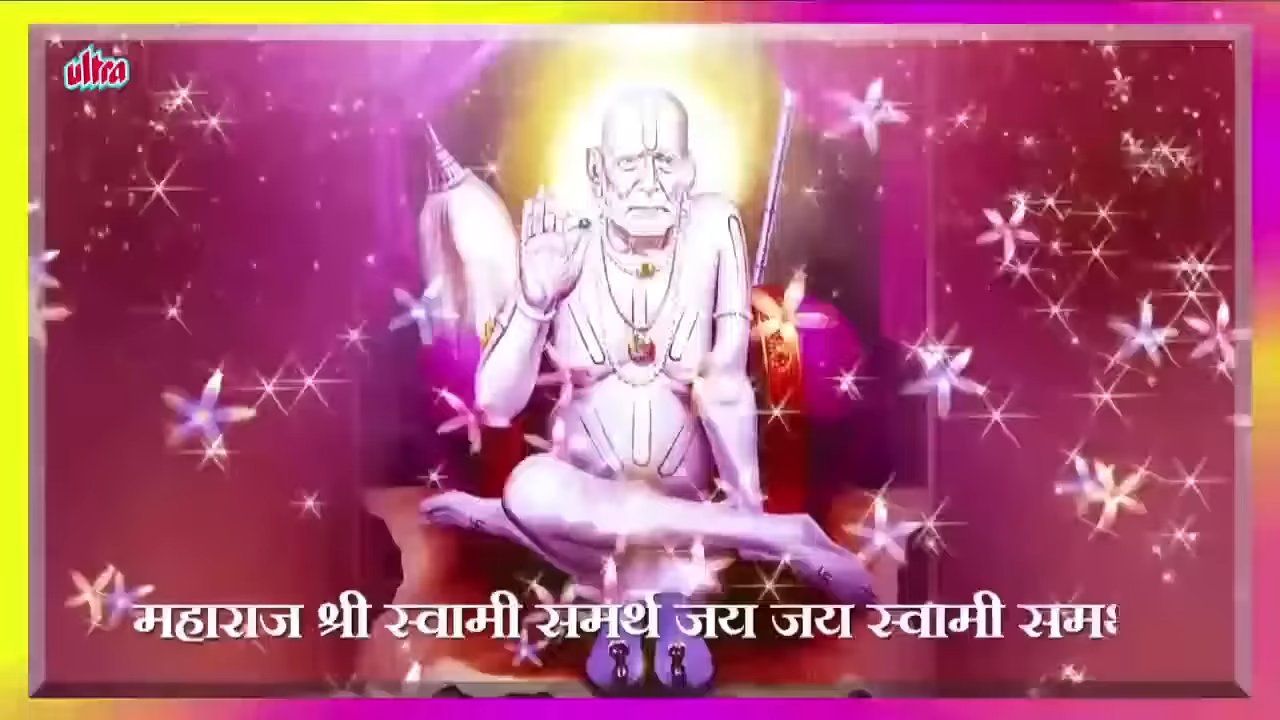 ultra
महाराज श्री स्वामी समर्थ जय जय स्वामी